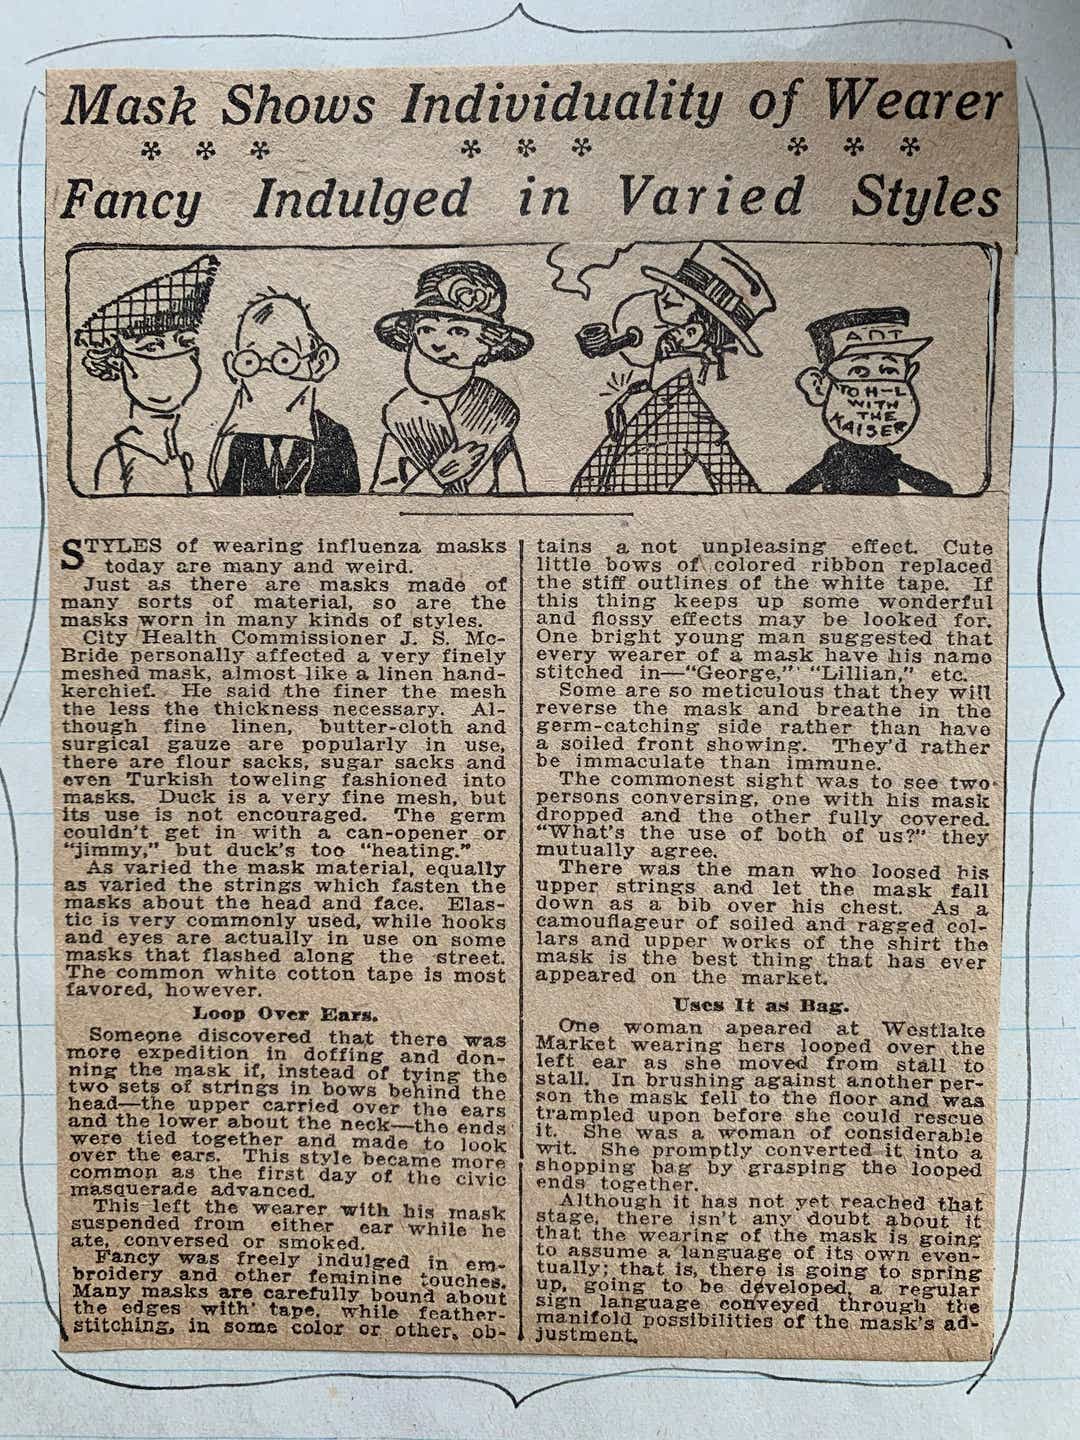 Mask Shows Individuality of Wearer
* * * * * * * * *
Fancy Indulged in Varied Styles
ANT
TO H-L
WITH
THE
KAISER
STYLES of wearing influenza masks
today are many and weird.
Just as there are masks made of
many sorts of material, so are the
masks worn in many kinds of styles.
City Health Commissioner J. S. Mc-
Bride personally affected a very finely
meshed mask, almost like a linen hand-
kerchief. He said the finer the mesh
the less the thickness necessary. Al-
though fine linen, butter-cloth and
surgical gauze are popularly in use,
there are flour sacks, sugar sacks and
even Turkish toweling fashioned into
masks. Duck is a very fine mesh, but
its use is not encouraged. The germ
couldn't get in with a can-opener or
"jimmy," but duck's too "heating."
As varied the mask material, equally
as varied the strings which fasten the
masks about the head and face. Elas-
tic is very commonly used, while hooks
and eyes are actually in use on some
masks that flashed along the street.
The common white cotton tape is most
favored, however.
Loop Over Ears.
Someone discovered that there was
more expedition in doffing and don-
ning the mask if, instead of tying the
two sets of strings in bows behind the
head—the upper carried over the ears
and the lower about the neck—the ends
were tied together and made to look
over the ears. This style became more
common as the first day of the civic
masquerade advanced.
This left the wearer with his mask
suspended from either ear while he
ate, conversed or smoked.
Fancy was freely indulged in em-
broidery and other feminine touches.
Many masks are carefully bound about
the edges with tape, while feather-
stitching, in some color or other, ob-
tains a not unpleasing effect. Cute
little bows of colored ribbon replaced
the stiff outlines of the white tape. If
this thing keeps up some wonderful
and flossy effects may be looked for.
One bright young man suggested that
every wearer of a mask have his name
stitched in—"George," "Lillian," etc.
Some are so meticulous that they will
reverse the mask and breathe in the
germ-catching side rather than have
a soiled front showing. They'd rather
be immaculate than immune.
The commonest sight was to see two
persons conversing, one with his mask
dropped and the other fully covered.
"What's the use of both of us?" they
mutually agree.
There was the man who loosed his
upper strings and let the mask fall
down as a bib over his chest. As a
camouflageur of soiled and ragged col-
lars and upper works of the shirt the
mask is the best thing that has ever
appeared on the market.
Uses It as Bag.
One woman apeared at Westlake
Market wearing hers looped over the
left ear as she moved from stall to
stall. In brushing against another per-
son the mask fell to the floor and was
trampled upon before she could rescue
it. She was a woman of considerable
wit. She promptly converted it into a
shopping bag by grasping the looped
ends together.
Although it has not yet reached that
stage, there isn't any doubt about it
that the wearing of the mask is going
to assume a language of its own even-
tually; that is, there is going to spring
up, going to be developed, a regular
sign language conveyed through the
manifold possibilities of the mask's ad-
justment.